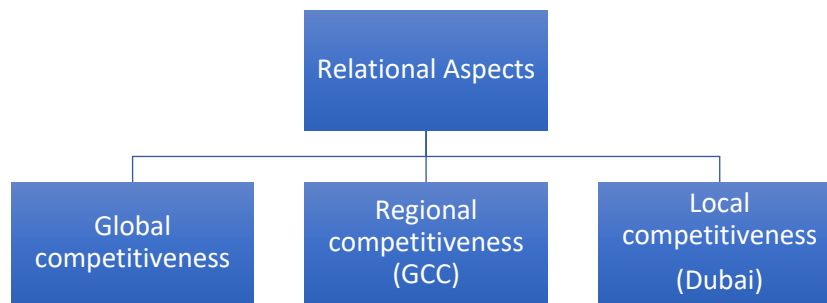 Relational Aspects
Global
competitiveness
Regional
competitiveness
(GCC)
Local
competitiveness
(Dubai)